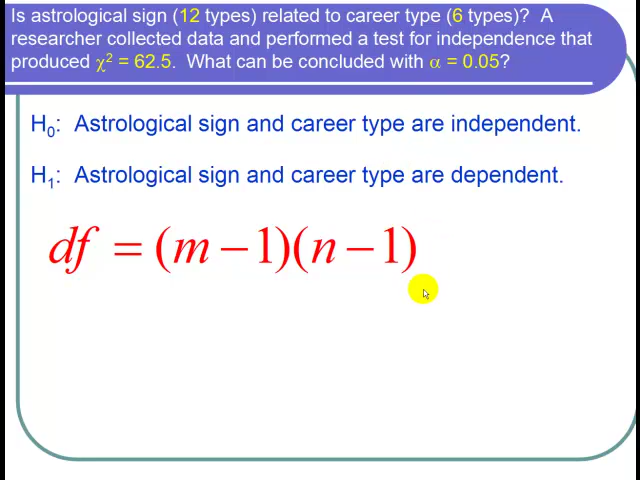 Is astrological sign (12 types) related to career type (6 types)? A
researcher collected data and performed a test for independence that
produced χ² = 62.5. What can be concluded with α = 0.05?
H₀: Astrological sign and career type are independent.
H₁: Astrological sign and career type are dependent.
df = (m − 1)(n − 1)